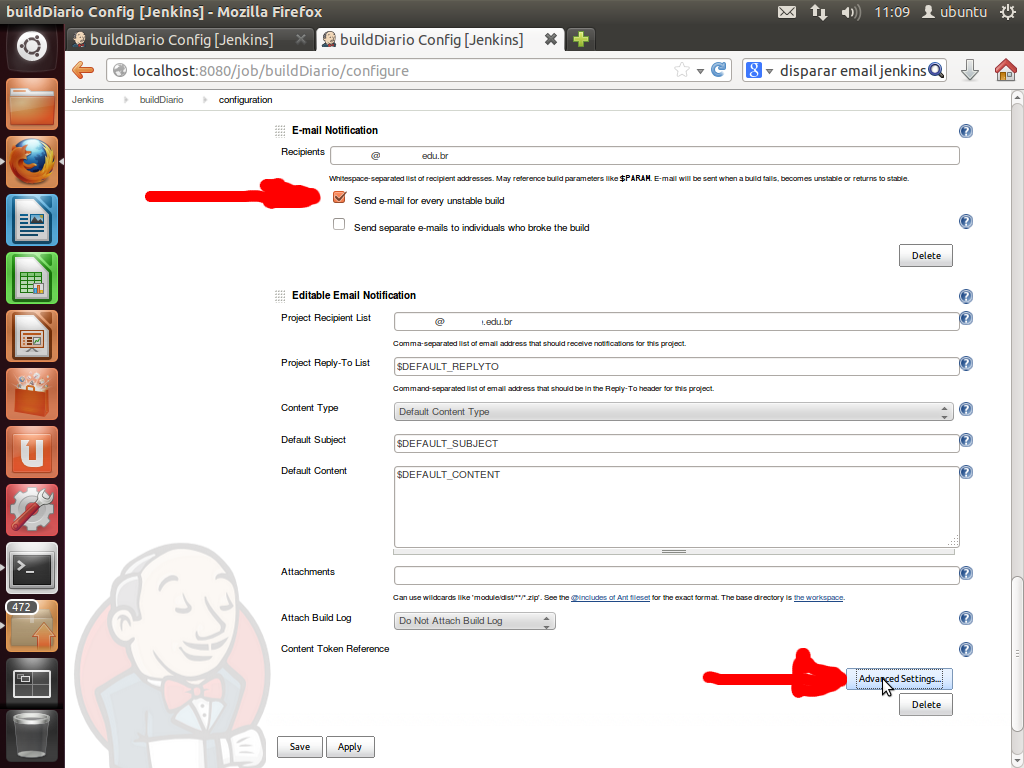 buildDiario Config [Jenkins] - Mozilla Firefox
11:09
ubuntu
buildDiario Config [Jenkins]
buildDiario Config [Jenkins]
localhost:8080/job/buildDiario/configure
8
disparar email jenkins
Jenkins
buildDiario
configuration
E-mail Notification
Recipients
@ edu.br
Whitespace-separated list of recipient addresses. May reference build parameters like $PARAM. E-mail will be sent when a build fails, becomes unstable or returns to stable.
Send e-mail for every unstable build
Send separate e-mails to individuals who broke the build
Delete
Editable Email Notification
Project Recipient List
@ .edu.br
Comma-separated list of email address that should receive notifications for this project.
Project Reply-To List
$DEFAULT_REPLYTO
Command-separated list of email address that should be in the Reply-To header for this project.
Content Type
Default Content Type
Default Subject
$DEFAULT_SUBJECT
Default Content
$DEFAULT_CONTENT
Attachments
Can use wildcards like 'module/dist/**/*.zip'. See the @includes of Ant fileset for the exact format. The base directory is the workspace.
Attach Build Log
Do Not Attach Build Log
472
Content Token Reference
Advanced Settings...
Delete
Save
Apply